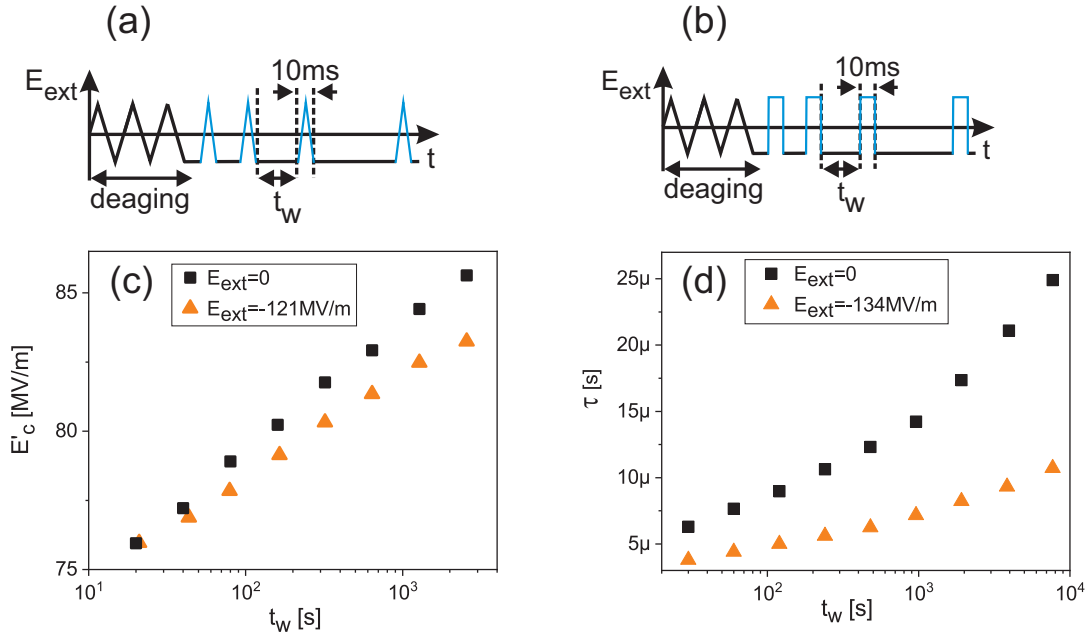 (a)
(b)
10ms
10ms
E_ext
E_ext
t
t
deaging
t_w
deaging
t_w
(c)
E_ext=0
E_ext=-121MV/m
85
80
75
E'_c [MV/m]
10^1
10^2
10^3
t_w [s]
(d)
E_ext=0
E_ext=-134MV/m
25µ
20µ
15µ
10µ
5µ
τ [s]
10^2
10^3
10^4
t_w [s]